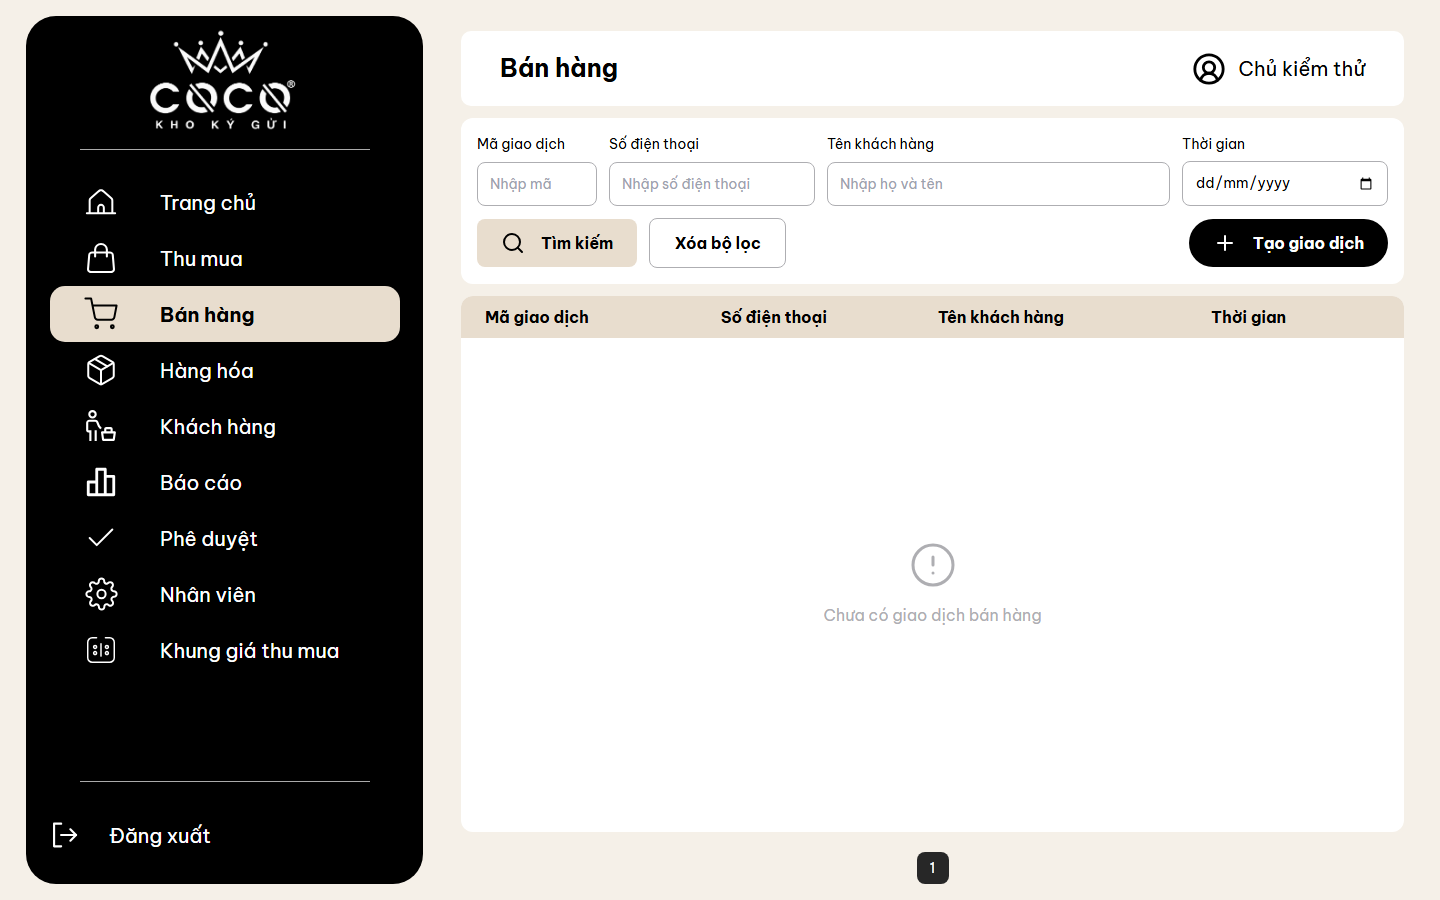 COCO®
KHO KÝ GỬI
Trang chủ
Thu mua
Bán hàng
Hàng hóa
Khách hàng
Báo cáo
Phê duyệt
Nhân viên
Khung giá thu mua
Đăng xuất
Bán hàng
Chủ kiểm thử
Mã giao dịch
Số điện thoại
Tên khách hàng
Thời gian
Nhập mã
Nhập số điện thoại
Nhập họ và tên
dd/mm/yyyy
Tìm kiếm
Xóa bộ lọc
Tạo giao dịch
Mã giao dịch
Số điện thoại
Tên khách hàng
Thời gian
Chưa có giao dịch bán hàng
1